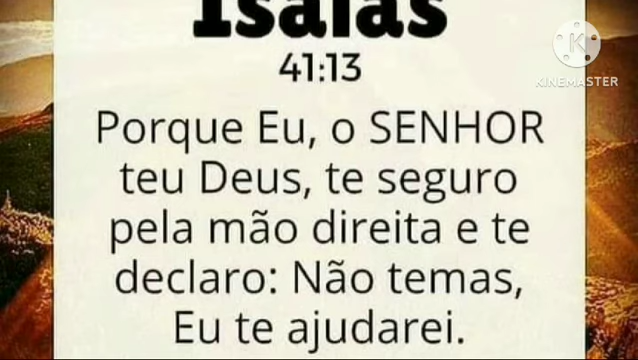 Isaías
41:13
KINEMASTER
Porque Eu, o SENHOR
teu Deus, te seguro
pela mão direita e te
declaro: Não temas,
Eu te ajudarei.